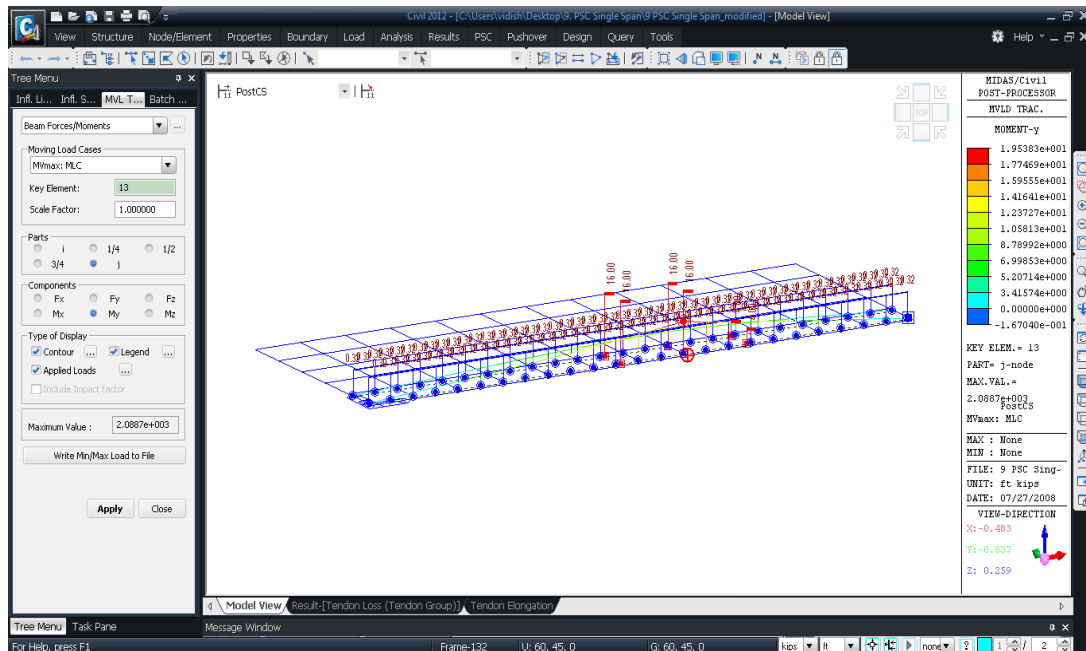 Civil 2012 - [C:\Users\vidish\Desktop\9. PSC Single Span\9 PSC Single Span_modified] - [Model View]
View Structure Node/Element Properties Boundary Load Analysis Results PSC Pushover Design Query Tools Help
Tree Menu
Infl. Li... Infl. S... MVL T... Batch ...
PostCS
Beam Forces/Moments ...
Moving Load Cases
MVmax: MLC
Key Element: 13
Scale Factor: 1.000000
Parts
i 1/4 1/2
3/4 j
Components
Fx Fy Fz
Mx My Mz
Type of Display
Contour ... Legend ...
Applied Loads ...
Include Impact factor
Maximum Value : 2.0887e+003
Write Min/Max Load to File
Apply Close
TOP
16.00 16.00 16.00 16.00
MIDAS/Civil
POST-PROCESSOR
MVLD TRAC.
MOMENT-y
1.95383e+001
1.77469e+001
1.59555e+001
1.41641e+001
1.23727e+001
1.05813e+001
8.78992e+000
6.99853e+000
5.20714e+000
3.41574e+000
0.00000e+000
-1.67040e-001
KEY ELEM.= 13
PART= j-node
MAX.VAL.=
2.0887e+003
PostCS
MVmax: MLC
MAX : None
MIN : None
FILE: 9 PSC Sing~
UNIT: ft-kips
DATE: 07/27/2008
VIEW-DIRECTION
X:-0.483
Y:-0.837
Z: 0.259
Model View Result-[Tendon Loss (Tendon Group)] Tendon Elongation
Tree Menu Task Pane
Message Window
For Help, press F1
Frame-132 U: 60, 45, 0 G: 60, 45, 0 kips ft none ? 1 / 2